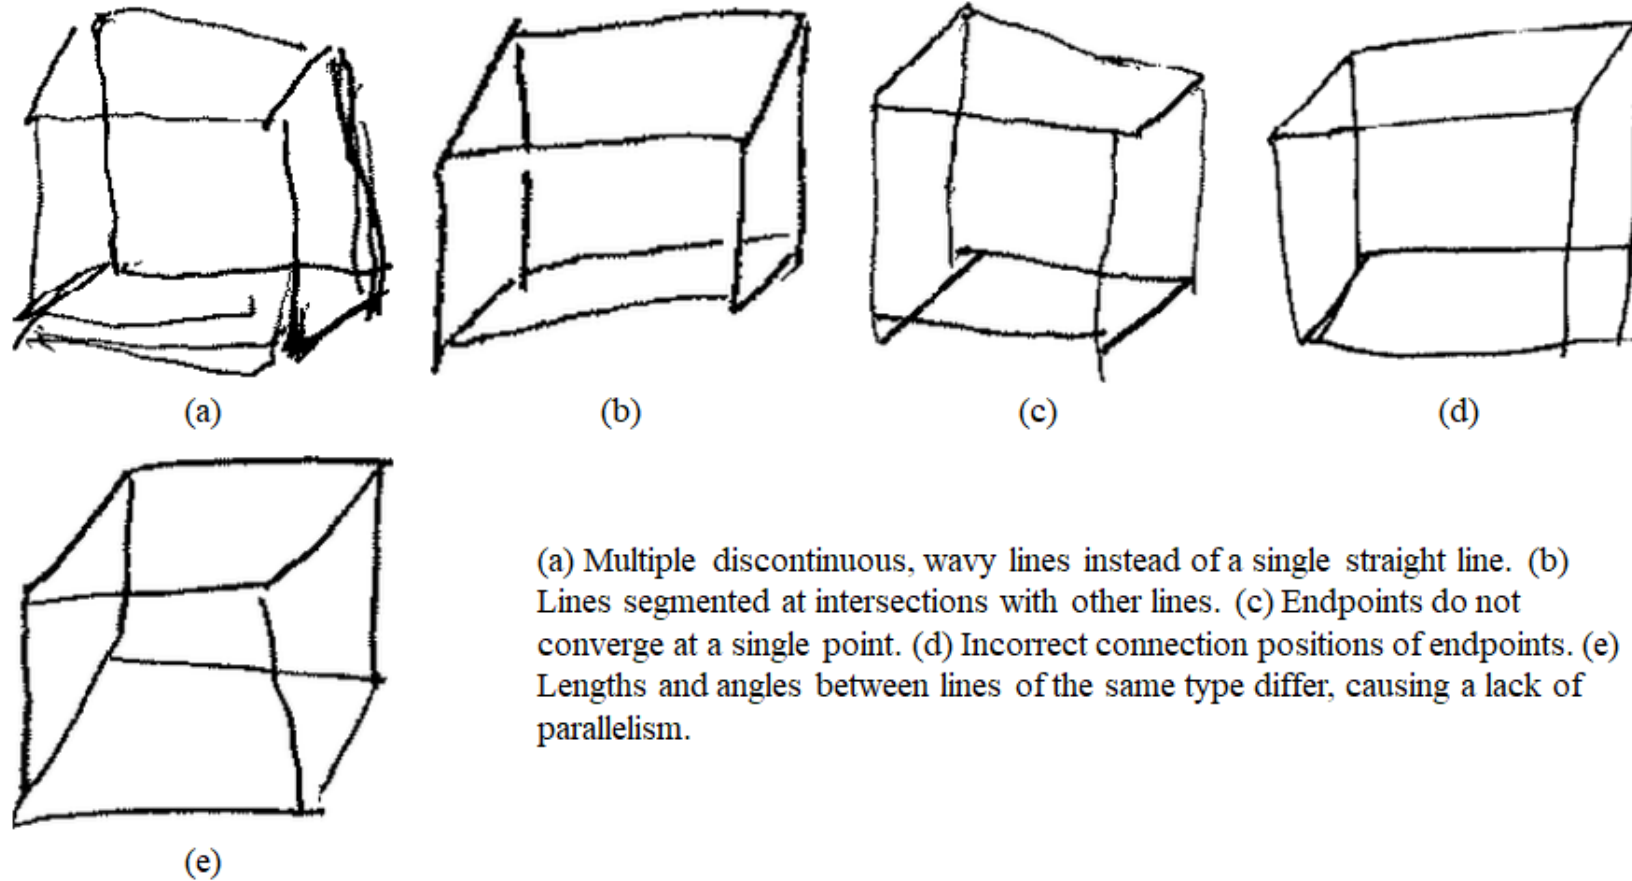 (a) (b) (c) (d)
(e)
(a) Multiple discontinuous, wavy lines instead of a single straight line. (b)
Lines segmented at intersections with other lines. (c) Endpoints do not
converge at a single point. (d) Incorrect connection positions of endpoints. (e)
Lengths and angles between lines of the same type differ, causing a lack of
parallelism.